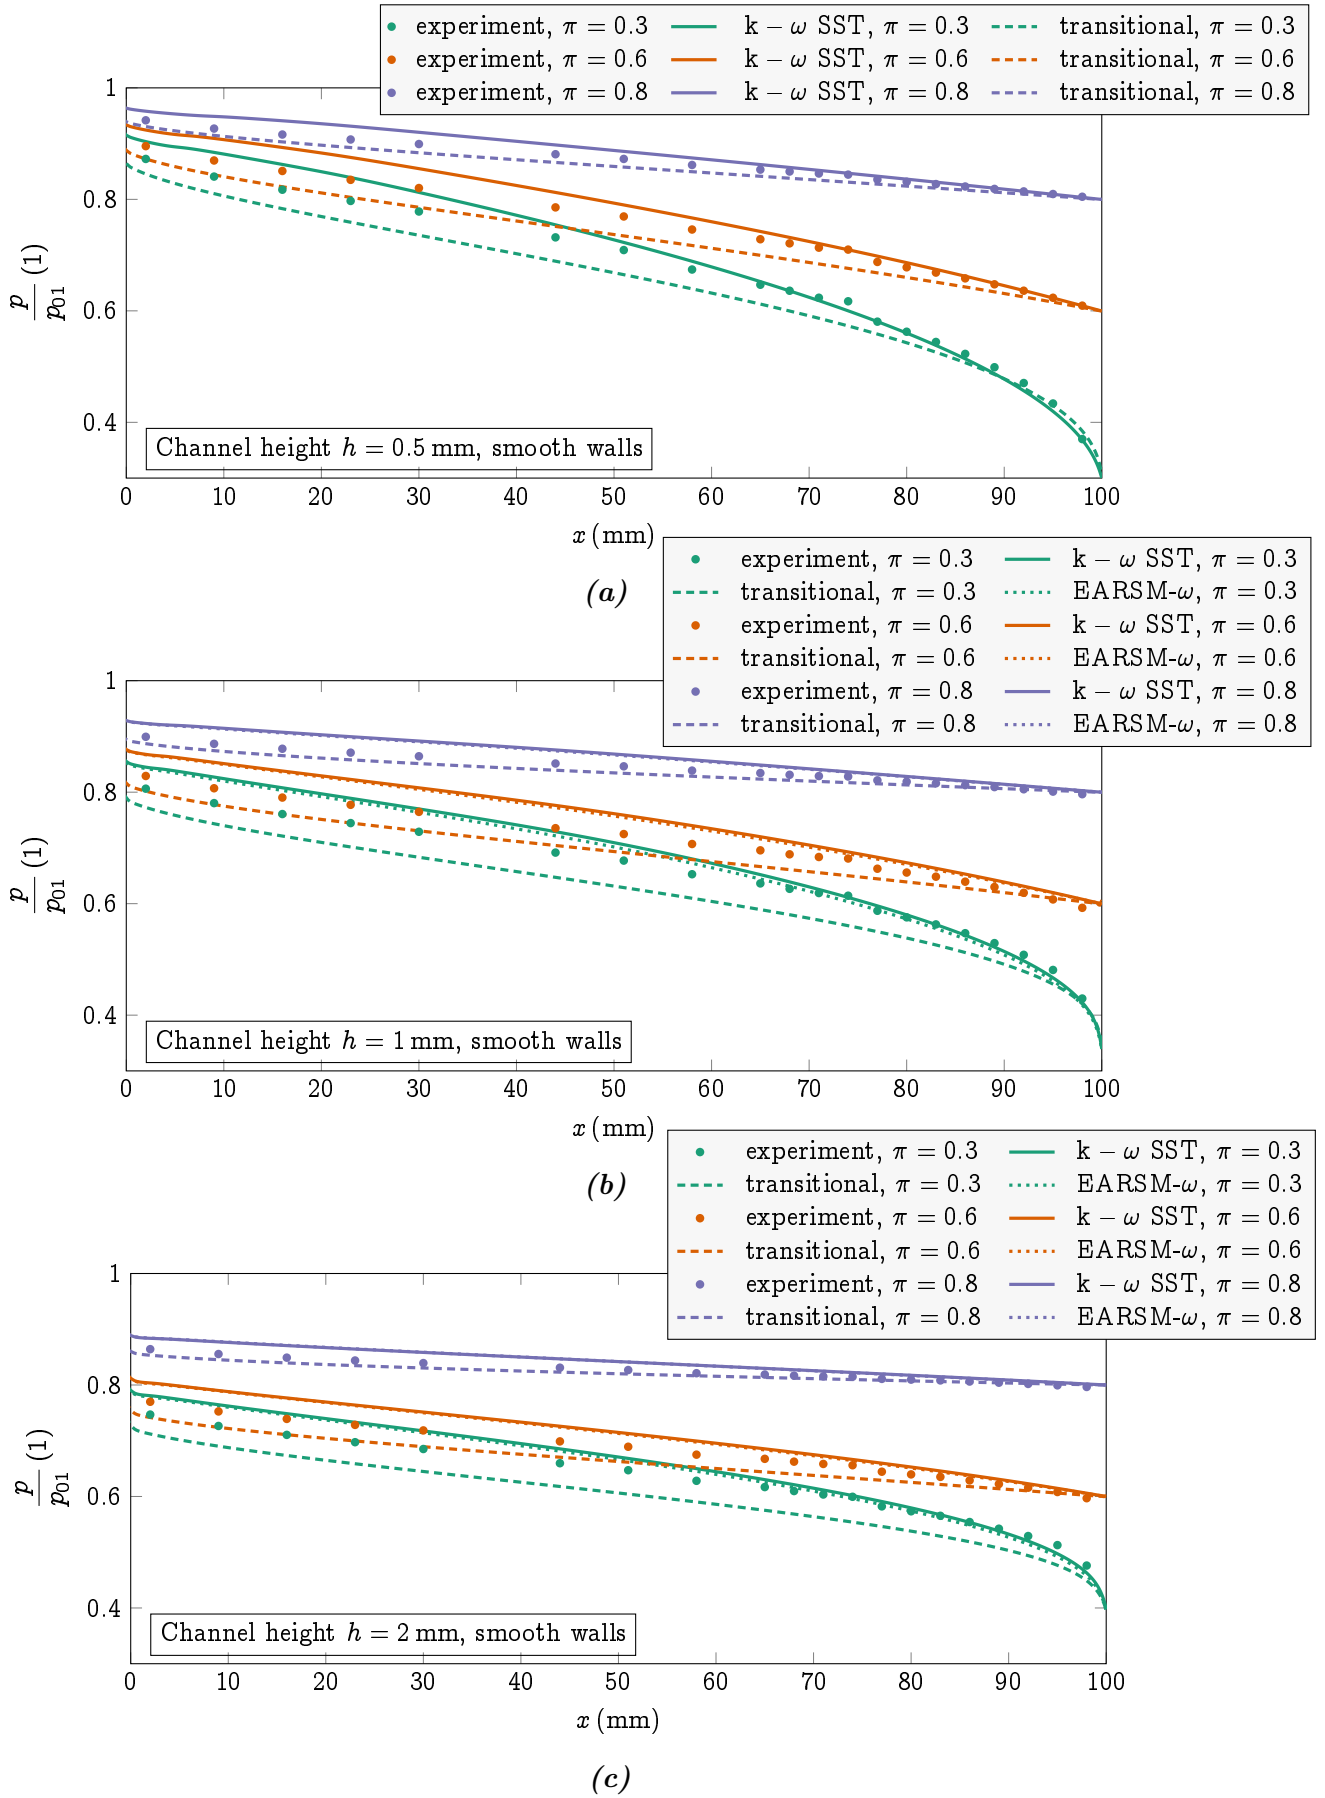 experiment, π = 0.3 k − ω SST, π = 0.3 transitional, π = 0.3
experiment, π = 0.6 k − ω SST, π = 0.6 transitional, π = 0.6
experiment, π = 0.8 k − ω SST, π = 0.8 transitional, π = 0.8
1
0.8
0.6
0.4
p/p01 (1)
Channel height h = 0.5 mm, smooth walls
0 10 20 30 40 50 60 70 80 90 100
x (mm)
(a)
experiment, π = 0.3 k − ω SST, π = 0.3
transitional, π = 0.3 EARSM-ω, π = 0.3
experiment, π = 0.6 k − ω SST, π = 0.6
transitional, π = 0.6 EARSM-ω, π = 0.6
experiment, π = 0.8 k − ω SST, π = 0.8
transitional, π = 0.8 EARSM-ω, π = 0.8
1
0.8
0.6
0.4
p/p01 (1)
Channel height h = 1 mm, smooth walls
0 10 20 30 40 50 60 70 80 90 100
x (mm)
(b)
experiment, π = 0.3 k − ω SST, π = 0.3
transitional, π = 0.3 EARSM-ω, π = 0.3
experiment, π = 0.6 k − ω SST, π = 0.6
transitional, π = 0.6 EARSM-ω, π = 0.6
experiment, π = 0.8 k − ω SST, π = 0.8
transitional, π = 0.8 EARSM-ω, π = 0.8
1
0.8
0.6
0.4
p/p01 (1)
Channel height h = 2 mm, smooth walls
0 10 20 30 40 50 60 70 80 90 100
x (mm)
(c)